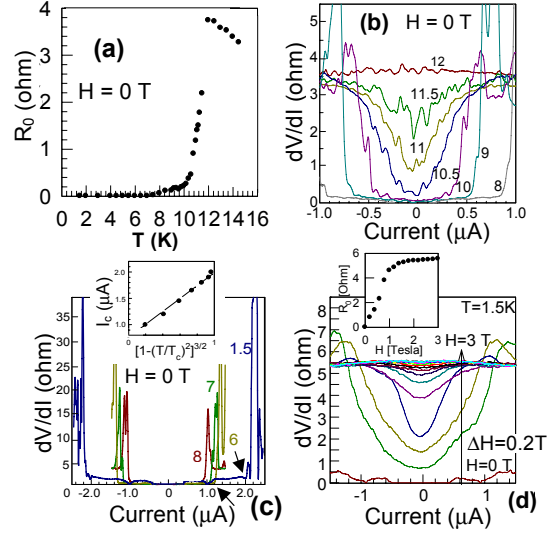 4
3
2
1
0
R0 (ohm)
(a)
H = 0 T
0 2 4 6 8 10 12 14 16
T (K)
5
4
3
2
1
0
dV/dI (ohm)
(b)
H = 0 T
12
11.5
11
10.5
10
9
8
-1.0 -0.5 0.0 0.5 1.0
Current (μA)
35
30
25
20
15
10
5
dV/dI (ohm)
2.0
1.5
1.0
Ic (μA)
0 1
[1-(T/Tc)²]³ᐟ²
H = 0 T
1.5
7
6
8
-2.0 -1.0 0.0 1.0 2.0
Current (μA)
(c)
8
7
6
5
4
3
2
1
0
dV/dI (ohm)
6
4
2
0
R0 [Ohm]
0 1 2 3
H [Tesla]
T=1.5K
H=3 T
ΔH=0.2T
H=0 T
-1 0 1
Current (μA)
(d)